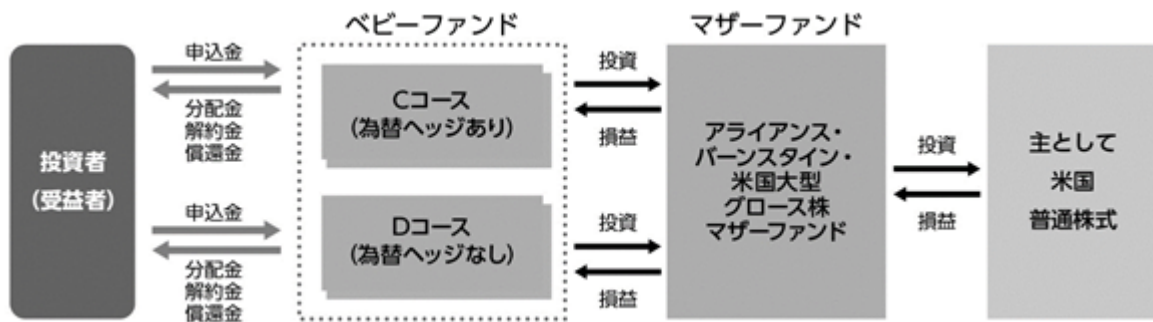 ベビーファンド
マザーファンド
投資者
(受益者)
申込金
分配金
解約金
償還金
申込金
分配金
解約金
償還金
Cコース
(為替ヘッジあり)
Dコース
(為替ヘッジなし)
投資
損益
投資
損益
アライアンス・
バーンスタイン・
米国大型
グロース株
マザーファンド
投資
損益
主として
米国
普通株式